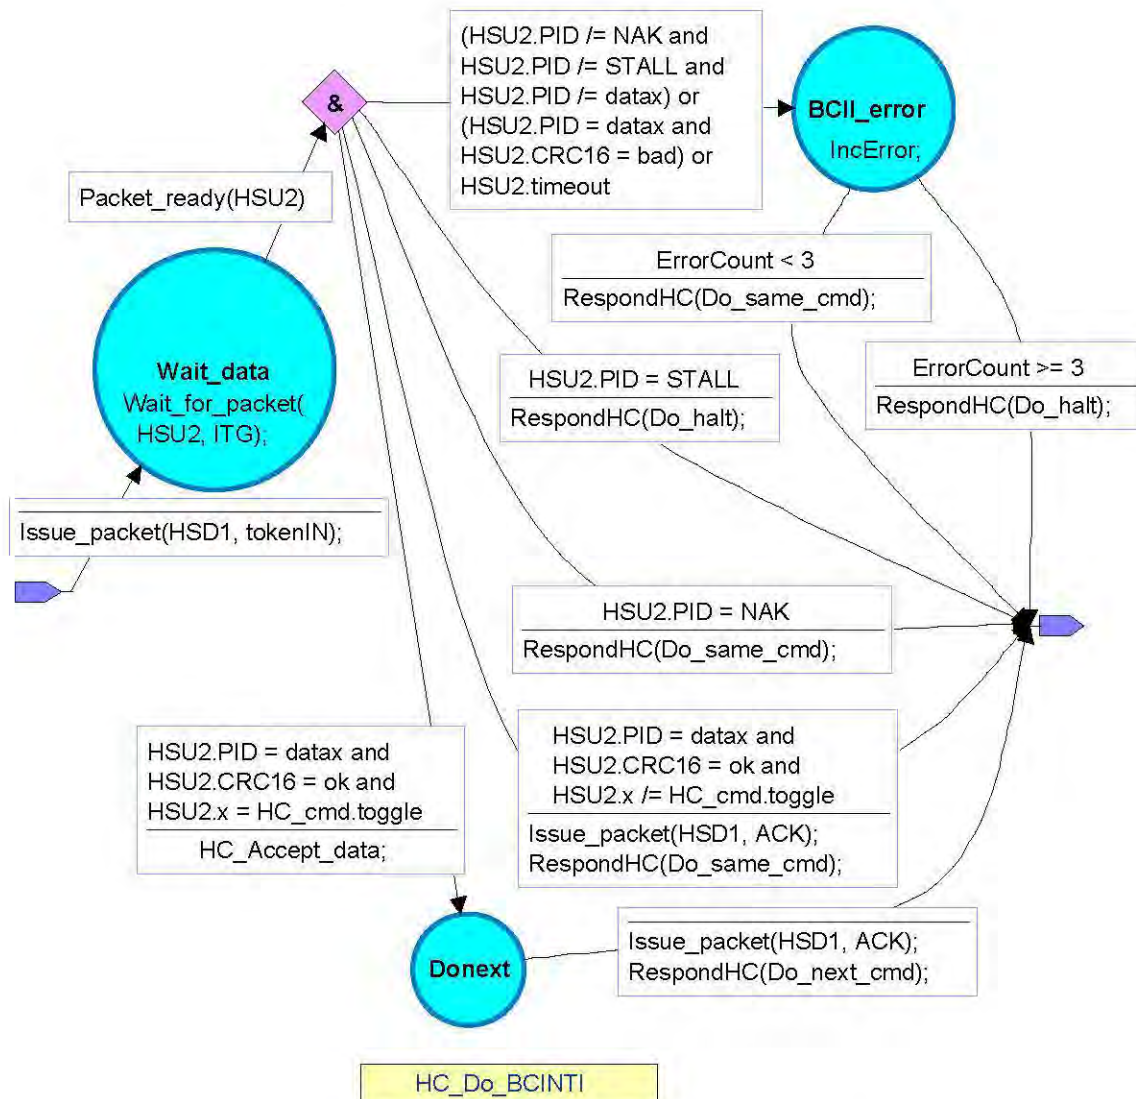 (HSU2.PID /= NAK and
HSU2.PID /= STALL and
HSU2.PID /= datax) or
(HSU2.PID = datax and
HSU2.CRC16 = bad) or
HSU2.timeout
&
BCII_error
IncError;
Packet_ready(HSU2)
ErrorCount < 3
RespondHC(Do_same_cmd);
Wait_data
Wait_for_packet(
HSU2, ITG);
HSU2.PID = STALL
RespondHC(Do_halt);
ErrorCount >= 3
RespondHC(Do_halt);
Issue_packet(HSD1, tokenIN);
HSU2.PID = NAK
RespondHC(Do_same_cmd);
HSU2.PID = datax and
HSU2.CRC16 = ok and
HSU2.x = HC_cmd.toggle
HC_Accept_data;
HSU2.PID = datax and
HSU2.CRC16 = ok and
HSU2.x /= HC_cmd.toggle
Issue_packet(HSD1, ACK);
RespondHC(Do_same_cmd);
Donext
Issue_packet(HSD1, ACK);
RespondHC(Do_next_cmd);
HC_Do_BCINTI